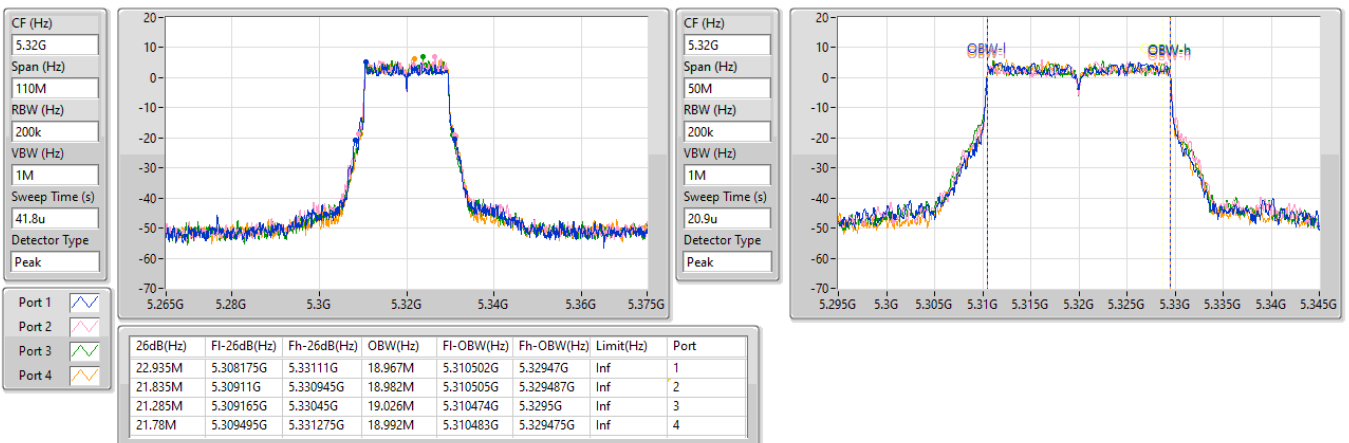 CF (Hz)
5.32G
Span (Hz)
110M
RBW (Hz)
200k
VBW (Hz)
1M
Sweep Time (s)
41.8u
Detector Type
Peak
20
10
0
-10
-20
-30
-40
-50
-60
-70
5.265G 5.28G 5.3G 5.32G 5.34G 5.36G 5.375G
CF (Hz)
5.32G
Span (Hz)
50M
RBW (Hz)
200k
VBW (Hz)
1M
Sweep Time (s)
20.9u
Detector Type
Peak
20
10
0
-10
-20
-30
-40
-50
-60
-70
OBW-l OBW-h
5.295G 5.3G 5.305G 5.31G 5.315G 5.32G 5.325G 5.33G 5.335G 5.34G 5.345G
Port 1
Port 2
Port 3
Port 4
26dB(Hz) Fl-26dB(Hz) Fh-26dB(Hz) OBW(Hz) Fl-OBW(Hz) Fh-OBW(Hz) Limit(Hz) Port
22.935M 5.308175G 5.33111G 18.967M 5.310502G 5.32947G Inf 1
21.835M 5.30911G 5.330945G 18.982M 5.310505G 5.329487G Inf 2
21.285M 5.309165G 5.33045G 19.026M 5.310474G 5.3295G Inf 3
21.78M 5.309495G 5.331275G 18.992M 5.310483G 5.329475G Inf 4